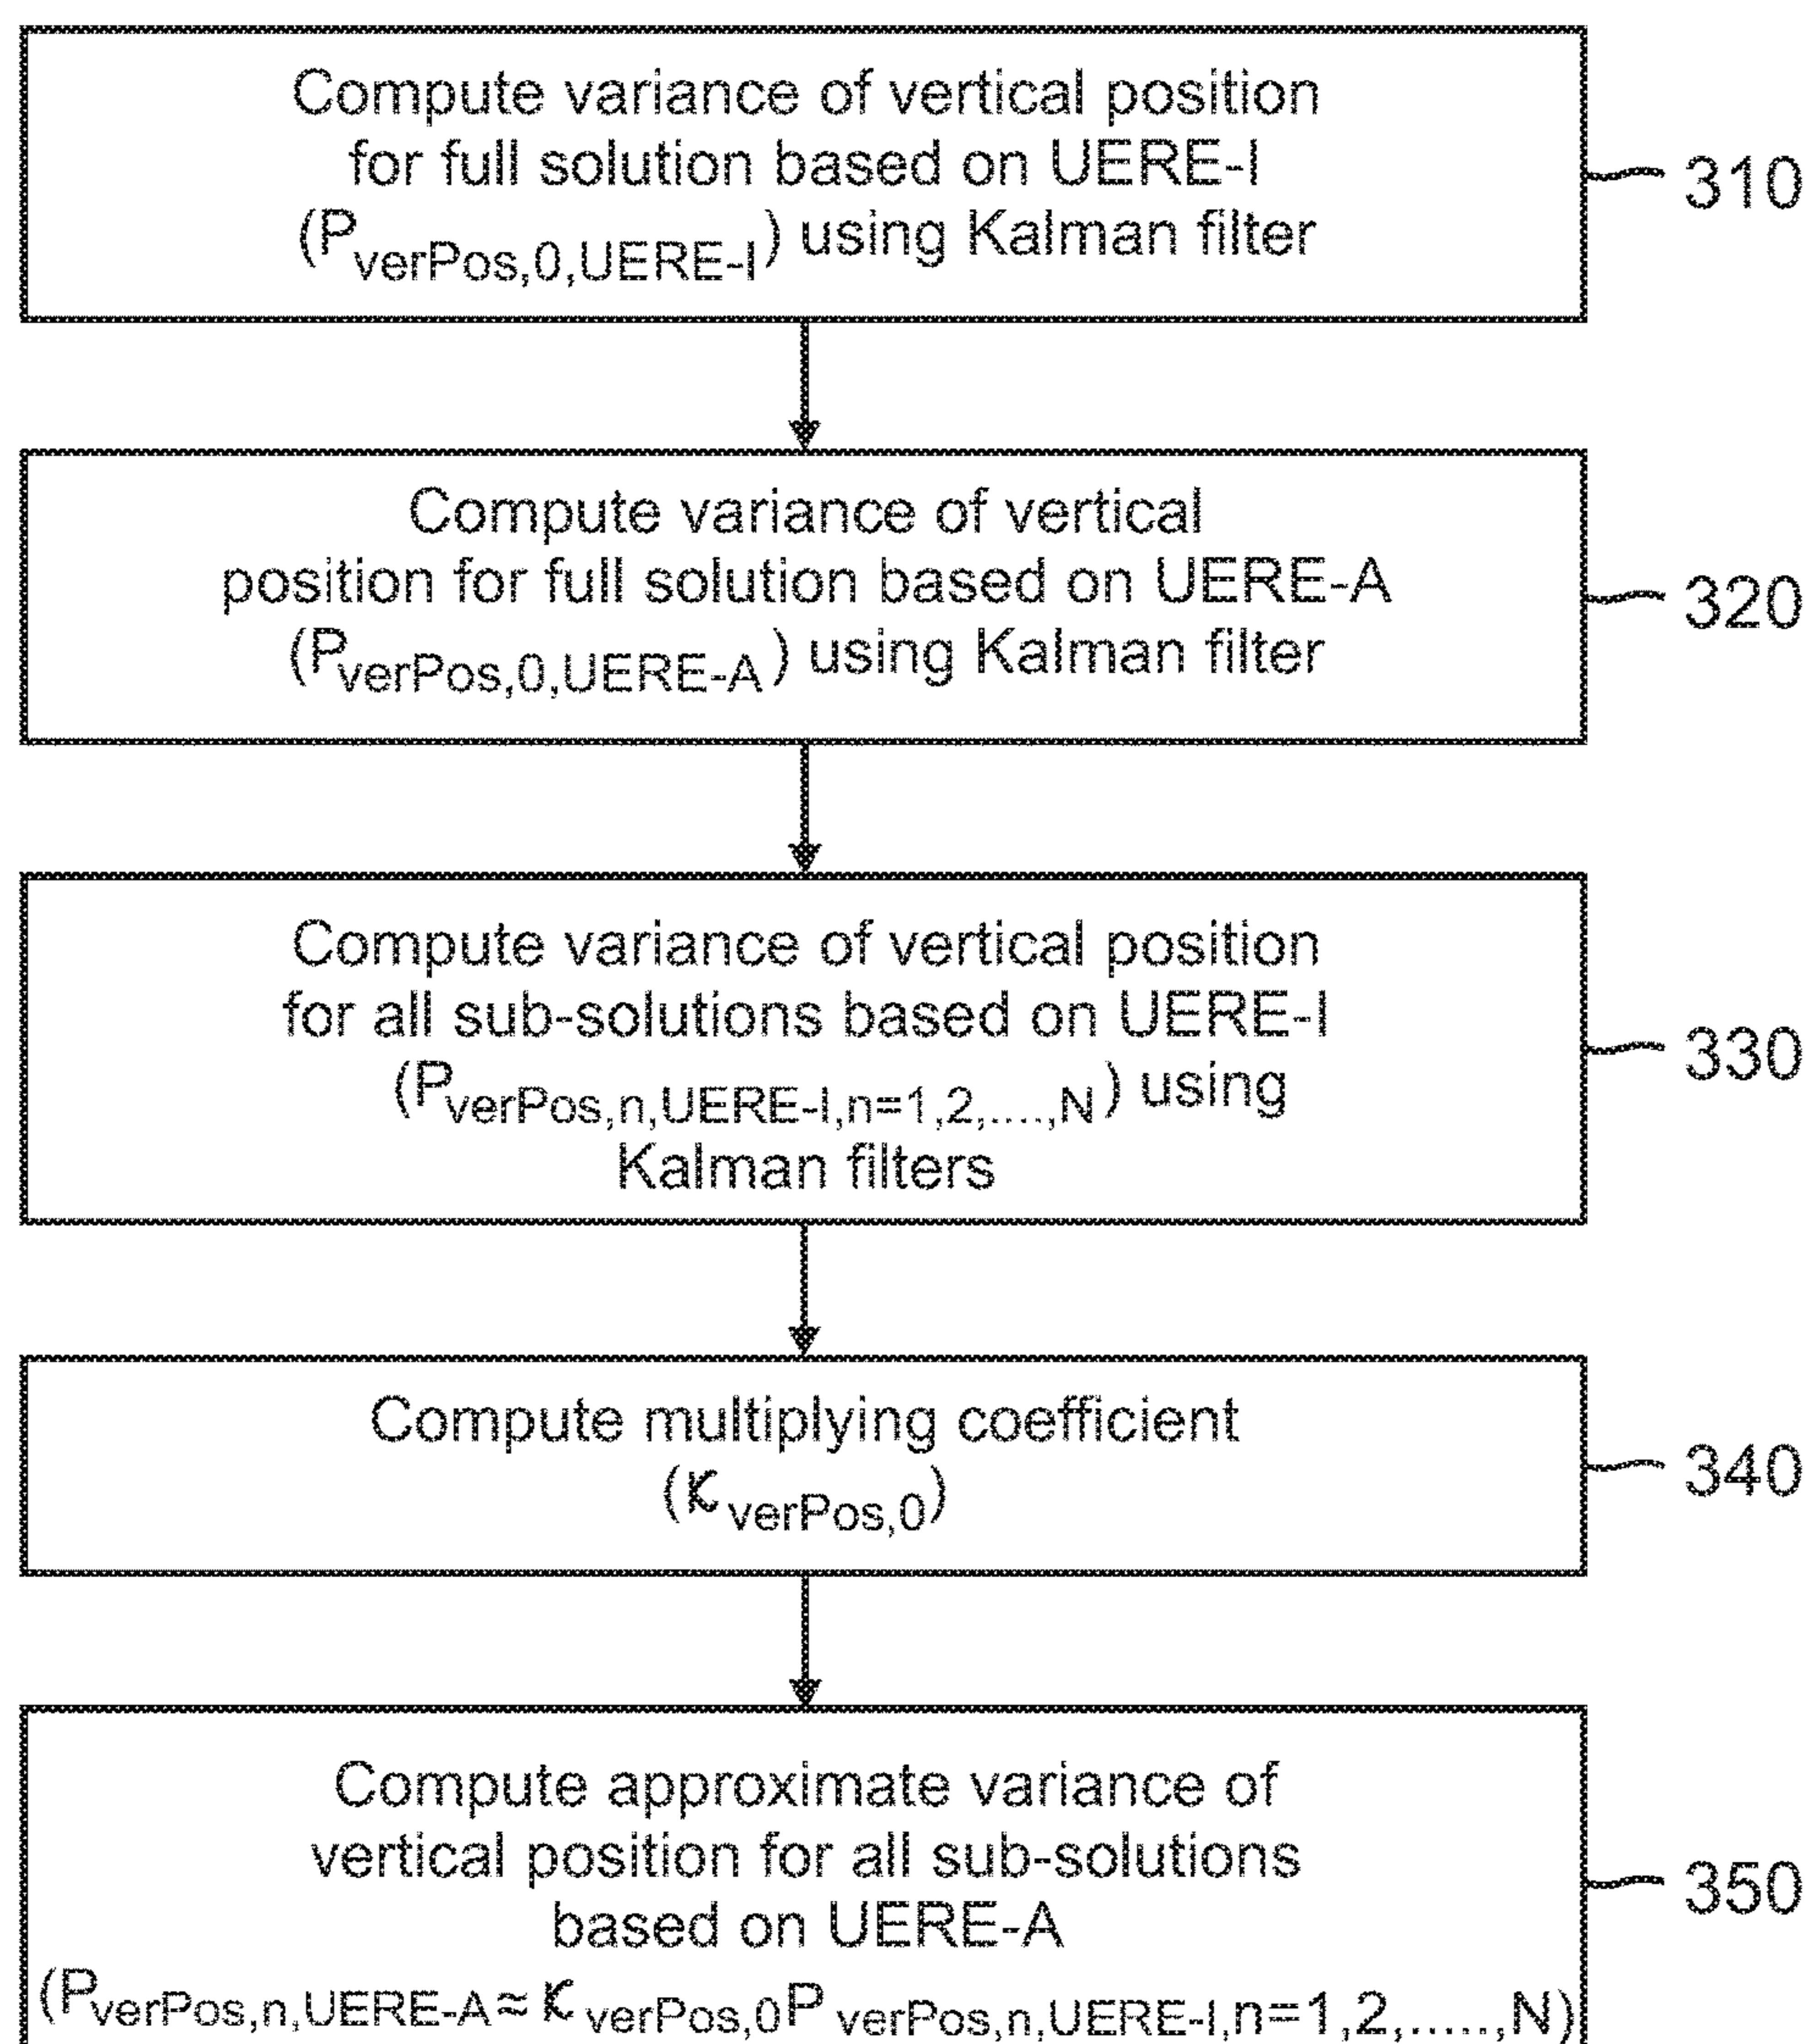 Compute variance of vertical position
for full solution based on UERE-I
(PverPos,0,UERE-I) using Kalman filter
310
Compute variance of vertical
position for full solution based on UERE-A
(PverPos,0,UERE-A) using Kalman filter
320
Compute variance of vertical position
for all sub-solutions based on UERE-I
(PverPos,n,UERE-I,n=1,2,....,N) using
Kalman filters
330
Compute multiplying coefficient
(κverPos,0)
340
Compute approximate variance of
vertical position for all sub-solutions
based on UERE-A
(PverPos,n,UERE-A≈κverPos,0PverPos,n,UERE-I,n=1,2,.....,N)
350